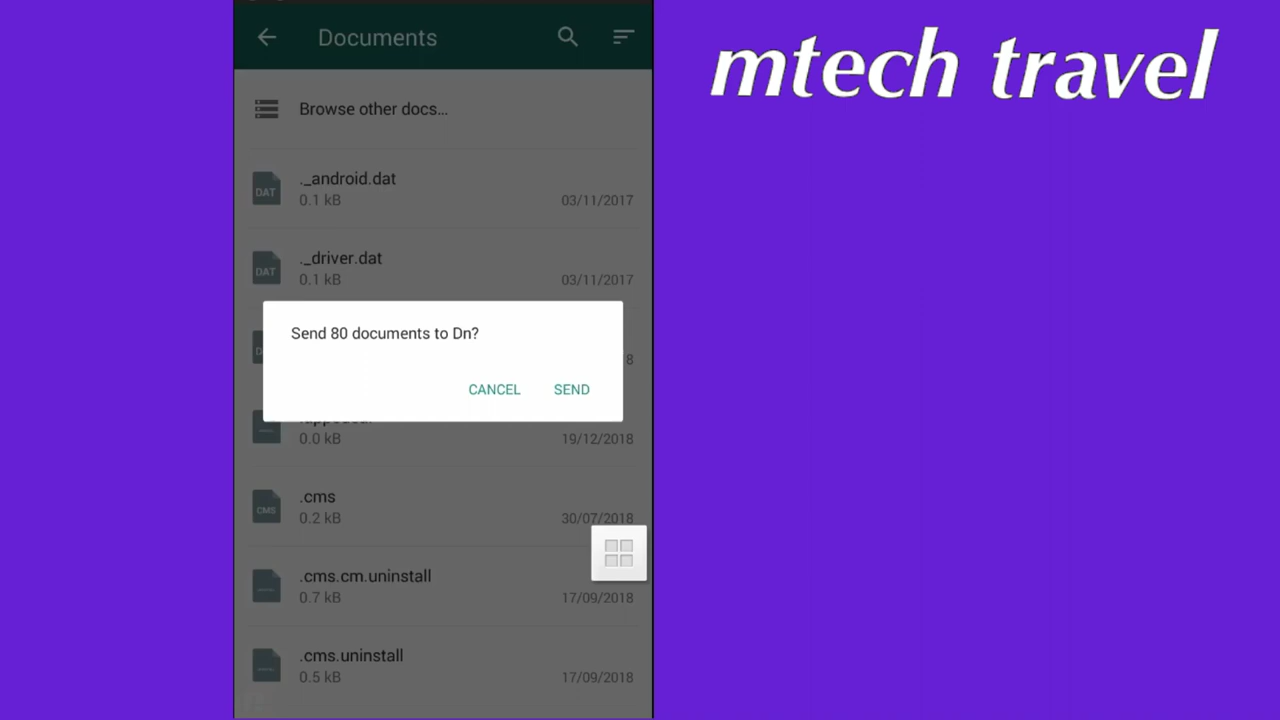 mtech travel
Documents
Browse other docs...
DAT
._android.dat
0.1 kB
03/11/2017
DAT
._driver.dat
0.1 kB
03/11/2017
Send 80 documents to Dn?
8
CANCEL
SEND
0.0 kB
19/12/2018
CMS
.cms
0.2 kB
30/07/2018
.cms.cm.uninstall
0.7 kB
17/09/2018
.cms.uninstall
0.5 kB
17/09/2018